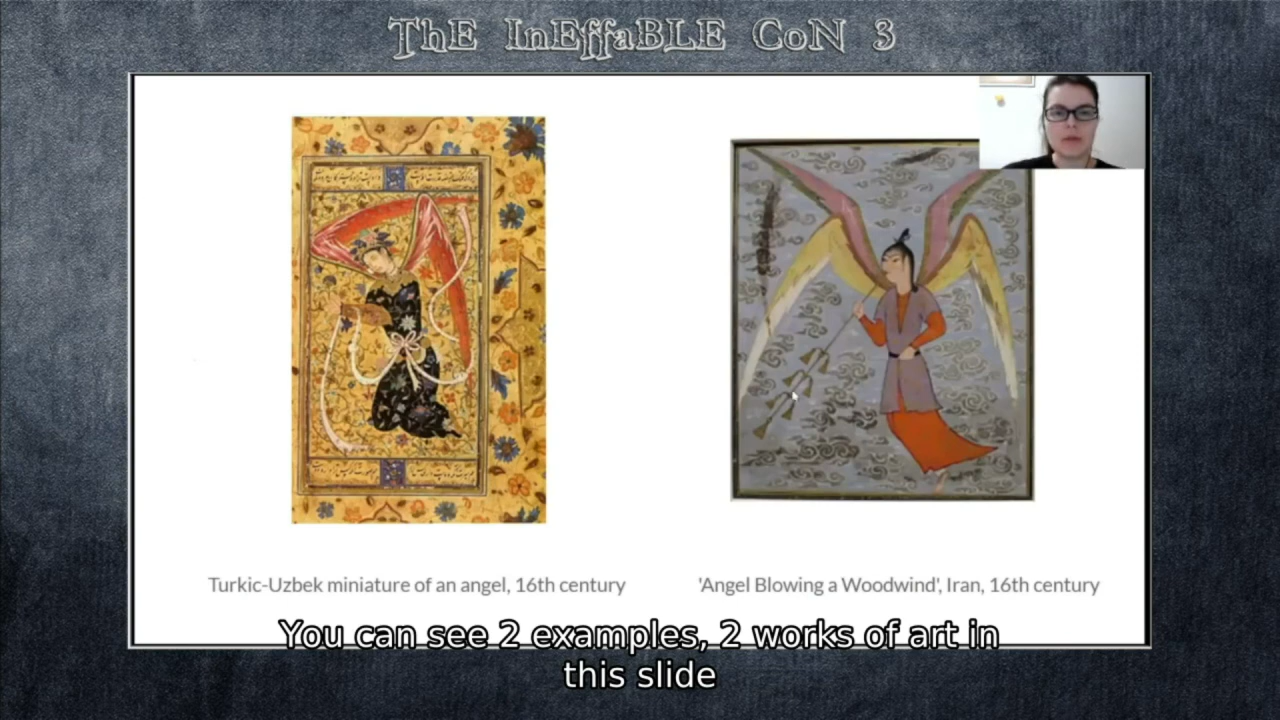 ThE InEffaBLE CoN 3
Turkic-Uzbek miniature of an angel, 16th century
'Angel Blowing a Woodwind', Iran, 16th century
You can see 2 examples, 2 works of art in
this slide